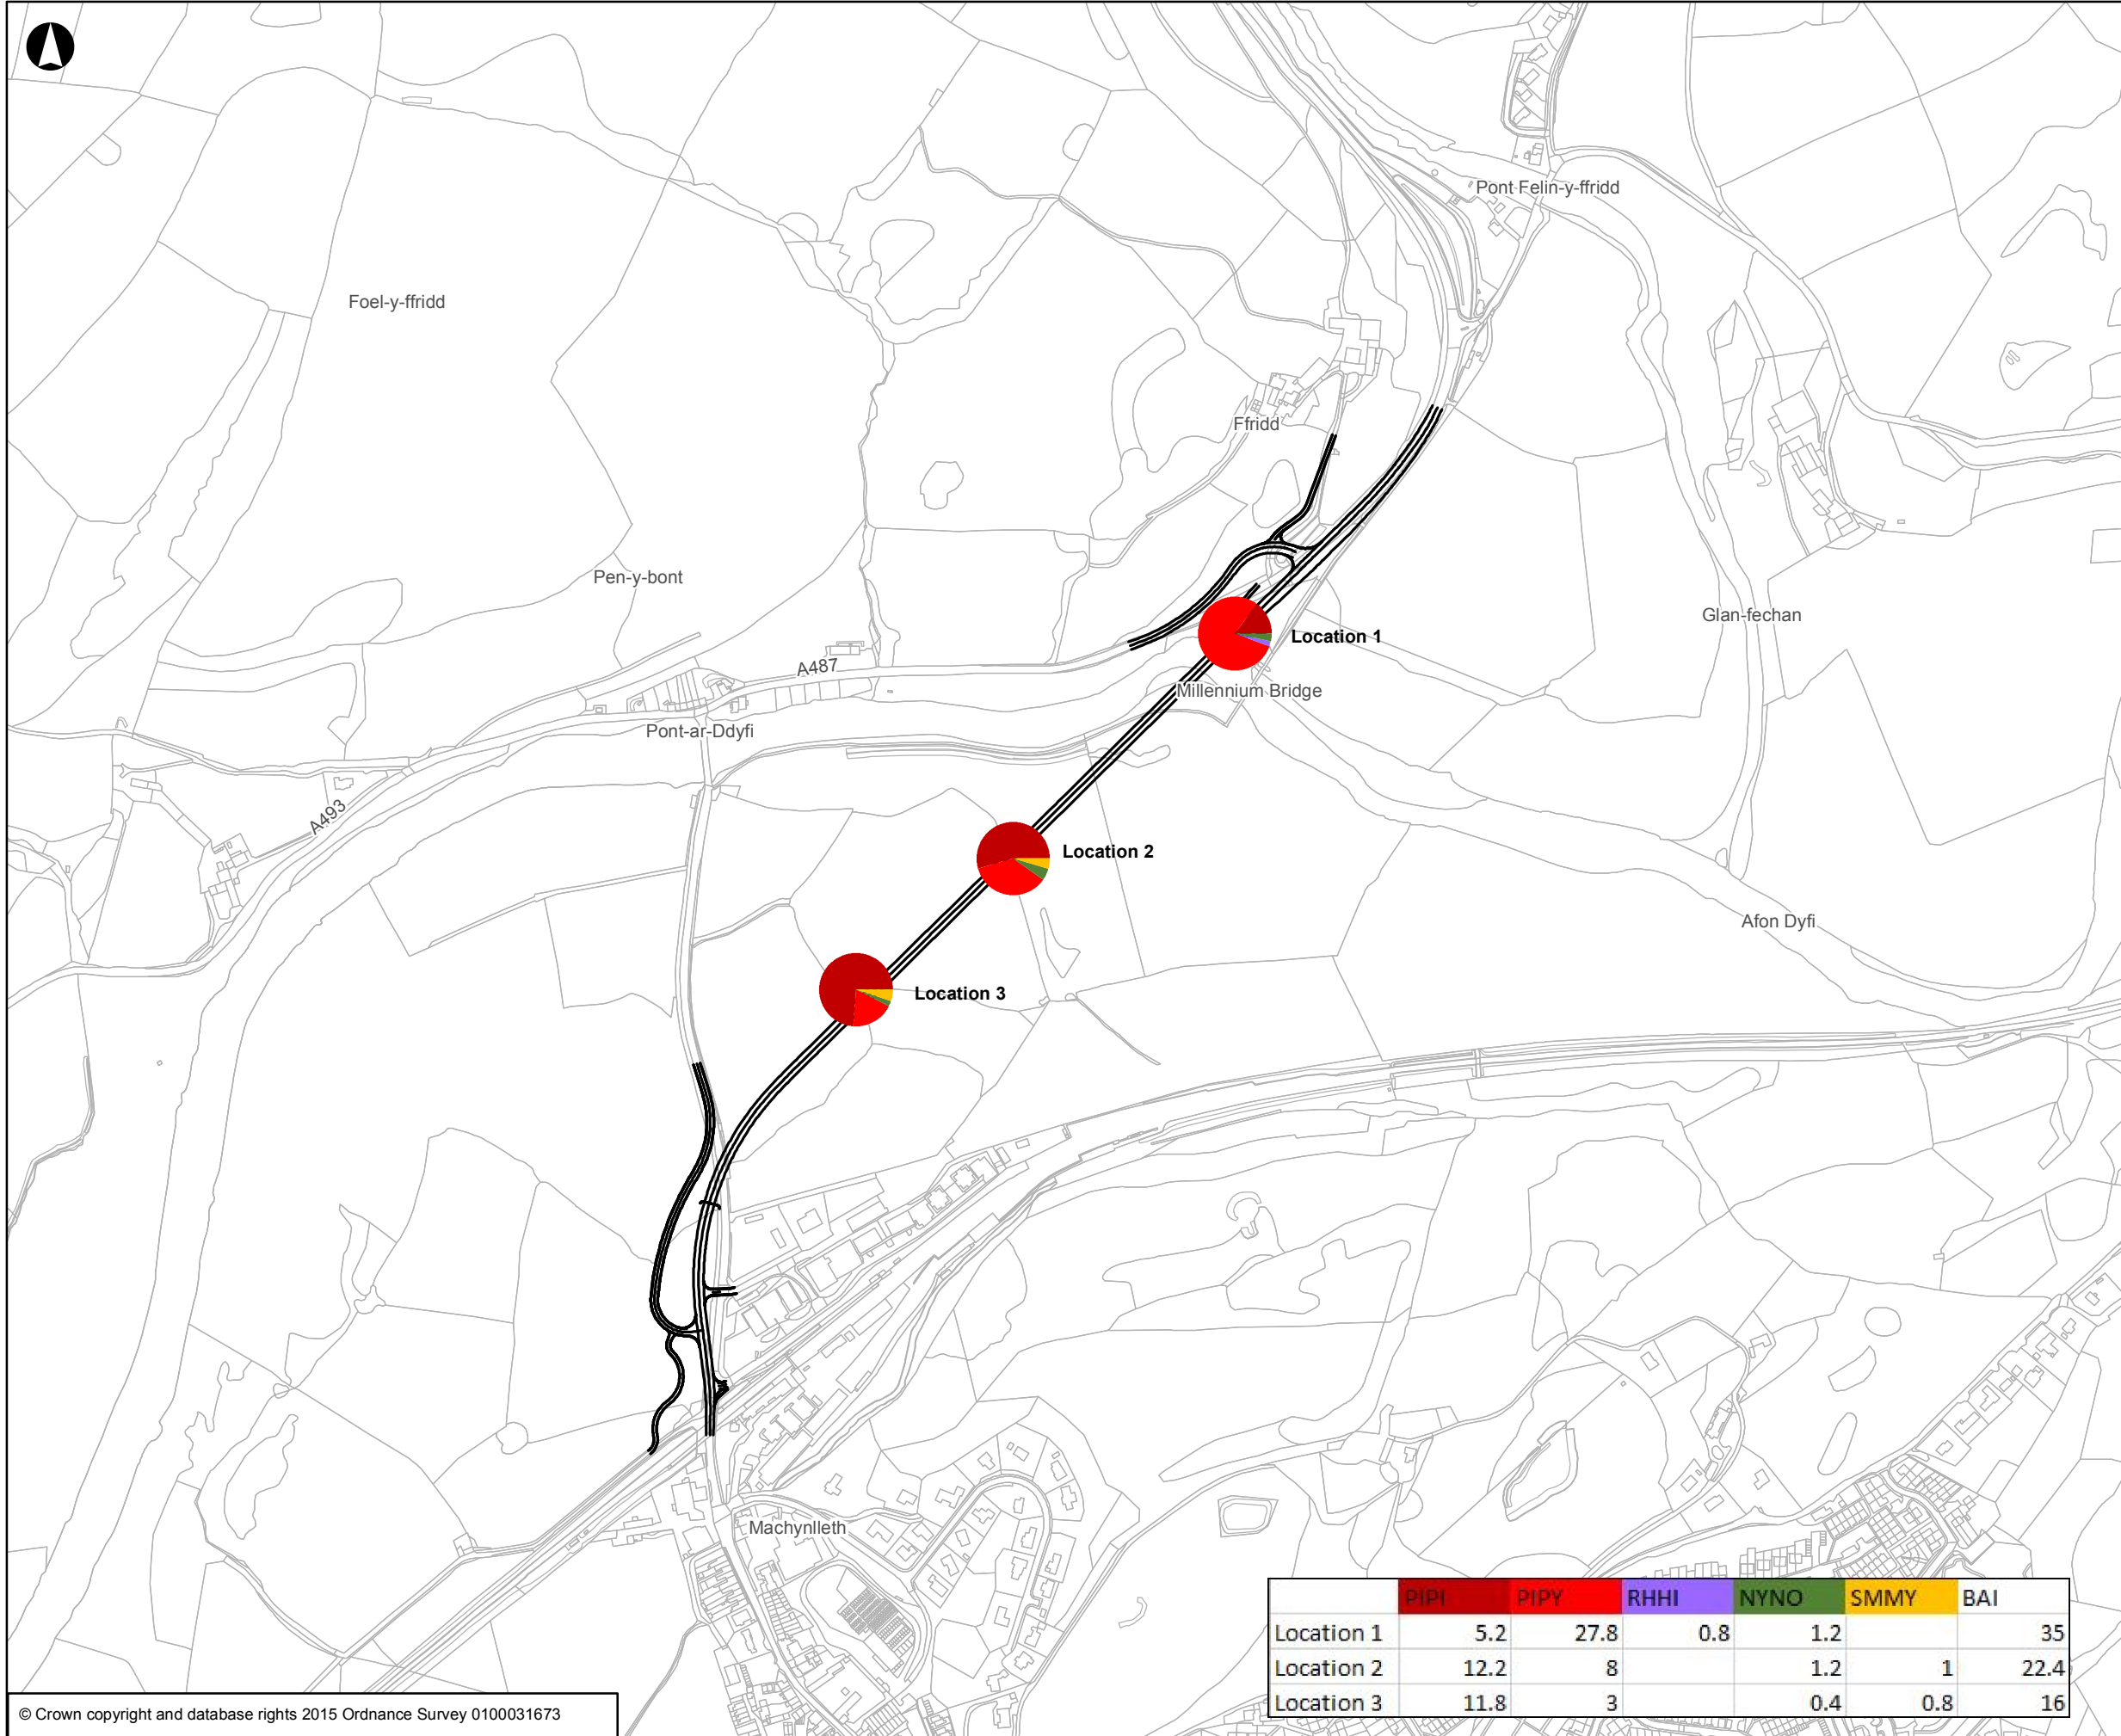 Pont Felin-y-ffridd
Foel-y-ffridd
Ffridd
Pen-y-bont
Glan-fechan
Location 1
A487
Millennium Bridge
Pont-ar-Ddyfi
A493
Location 2
Afon Dyfi
Location 3
Machynlleth
PIPI PIPY RHHI NYNO SMMY BAI
Location 1 5.2 27.8 0.8 1.2 35
Location 2 12.2 8 1.2 1 22.4
Location 3 11.8 3 0.4 0.8 16
© Crown copyright and database rights 2015 Ordnance Survey 0100031673